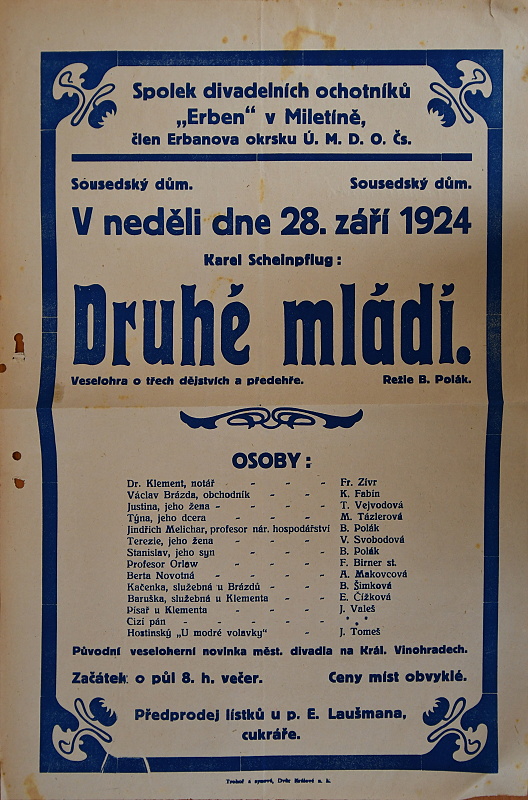 Spolek divadelních ochotníků
„Erben“ v Miletíně,
člen Erbanova okrsku Ú. M. D. O. Čs.
Sousedský dům. Sousedský dům.
V neděli dne 28. září 1924
Karel Scheinpflug:
Druhé mládí.
Veselohra o třech dějstvích a předehře. Režie B. Polák.
OSOBY:
Dr. Klement, notář - - - - Fr. Zívr
Václav Brázda, obchodník - - - K. Fabín
Justina, jeho žena - - - - - T. Vejvodová
Týna, jeho dcera - - - - M. Tázlerová
Jindřich Melichar, profesor nár. hospodářství B. Polák
Terezie, jeho žena - - - - V. Svobodová
Stanislav, jeho syn - - - - B. Polák
Profesor Orlow - - - - F. Birner st.
Berta Novotná - - - - - A. Makovcová
Kačenka, služebná u Brázdů - - - B. Šimková
Baruška, služebná u Klementa - - - E. Čížková
Písař u Klementa - - - - J. Valeš
Cizí pán - - - - - - * * *
Hostinský „U modré volavky“ - J. Tomeš
Původní veseloherní novinka měst. divadla na Král. Vinohradech.
Začátek o půl 8. h. večer. Ceny míst obvyklé.
Předprodej lístků u p. E. Laušmana,
cukráře.
a synové, Dvůr Králové n. L.